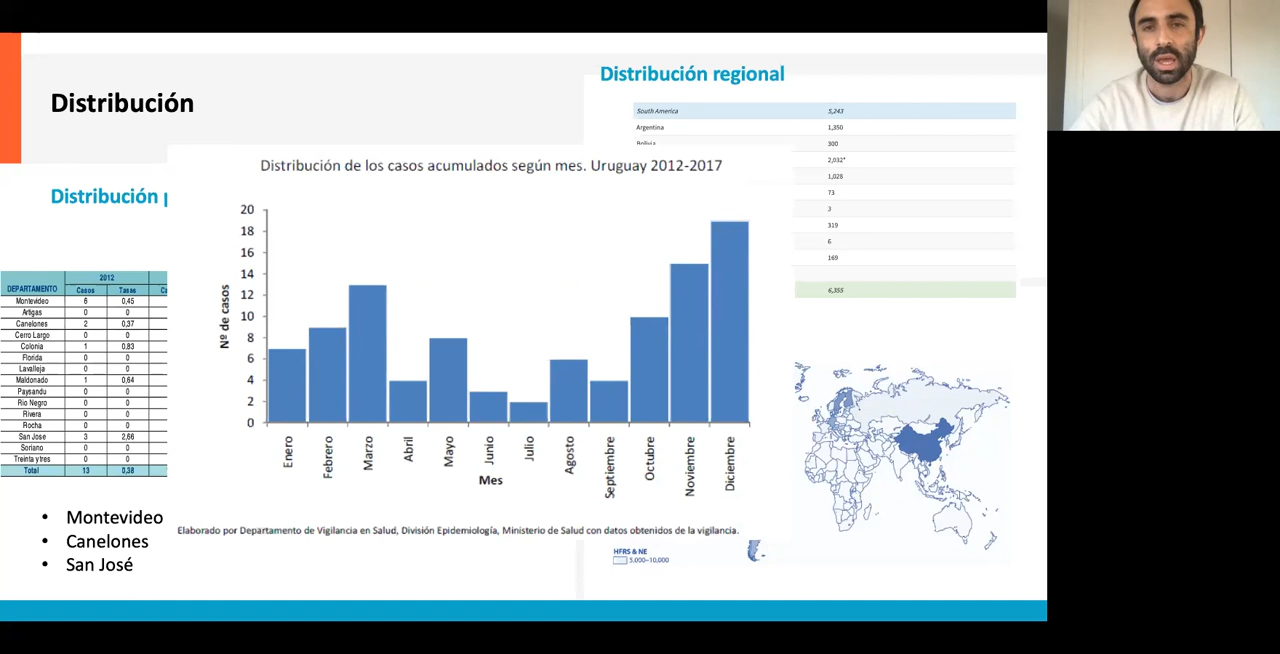 Distribución
Distribución regional
South America 5,243
Argentina 1,350
Bolivia 300
2,032*
1,028
73
3
319
6
169
6,355
Distribución
Distribución de los casos acumulados según mes. Uruguay 2012-2017
Nº de casos
20
18
16
14
12
10
8
6
4
2
0
Enero
Febrero
Marzo
Abril
Mayo
Junio
Julio
Agosto
Septiembre
Octubre
Noviembre
Diciembre
Mes
Elaborado por Departamento de Vigilancia en Salud, División Epidemiología, Ministerio de Salud con datos obtenidos de la vigilancia.
2012
DEPARTAMENTO Casos Tasas Ca
Montevideo 6 0,45
Artigas 0 0
Canelones 2 0,37
Cerro Largo 0 0
Colonia 1 0,83
Florida 0 0
Lavalleja 0 0
Maldonado 1 0,64
Paysandu 0 0
Rio Negro 0 0
Rivera 0 0
Rocha 0 0
San Jose 3 2,66
Soriano 0 0
Treinta y tres 0 0
Total 13 0,38
• Montevideo
• Canelones
• San José
HFRS & NE
5,000–10,000